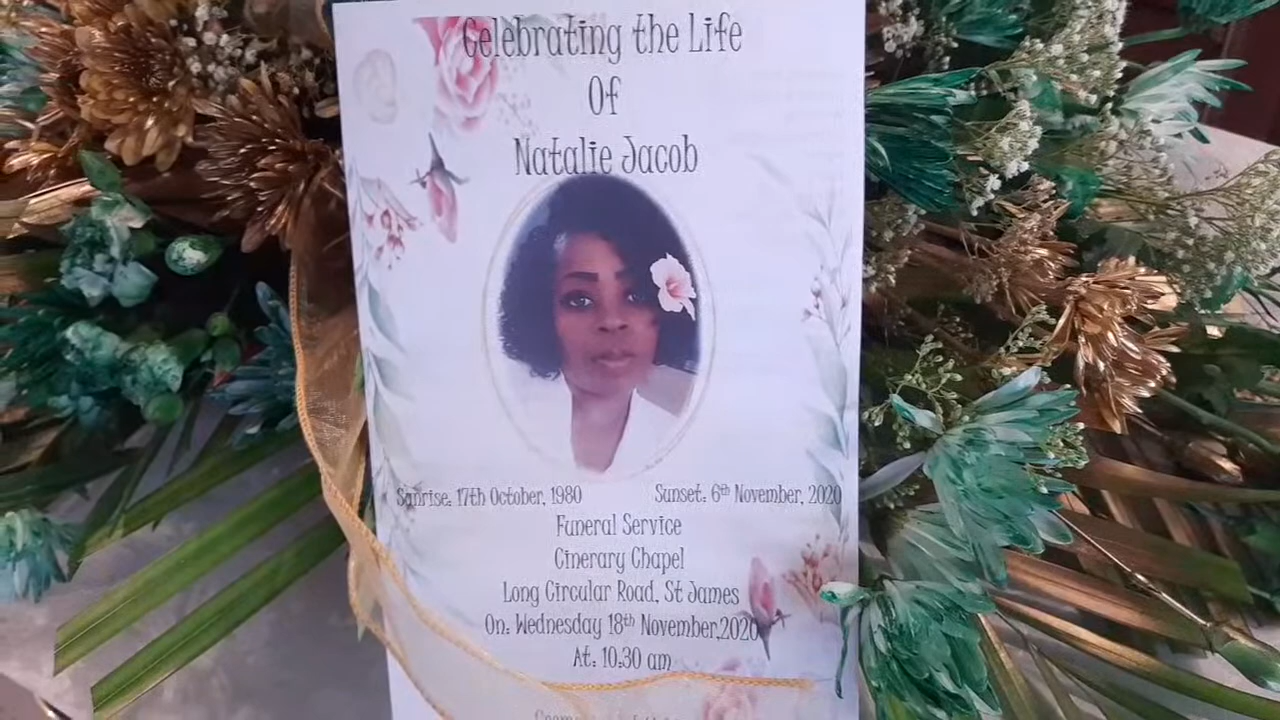 Celebrating the Life
Of
Natalie Jacob
Sunrise: 17th October, 1980 Sunset: 6th November, 2020
Funeral Service
Cinerary Chapel
Long Circular Road, St James
On: Wednesday 18th November,2020
At: 10:30 am